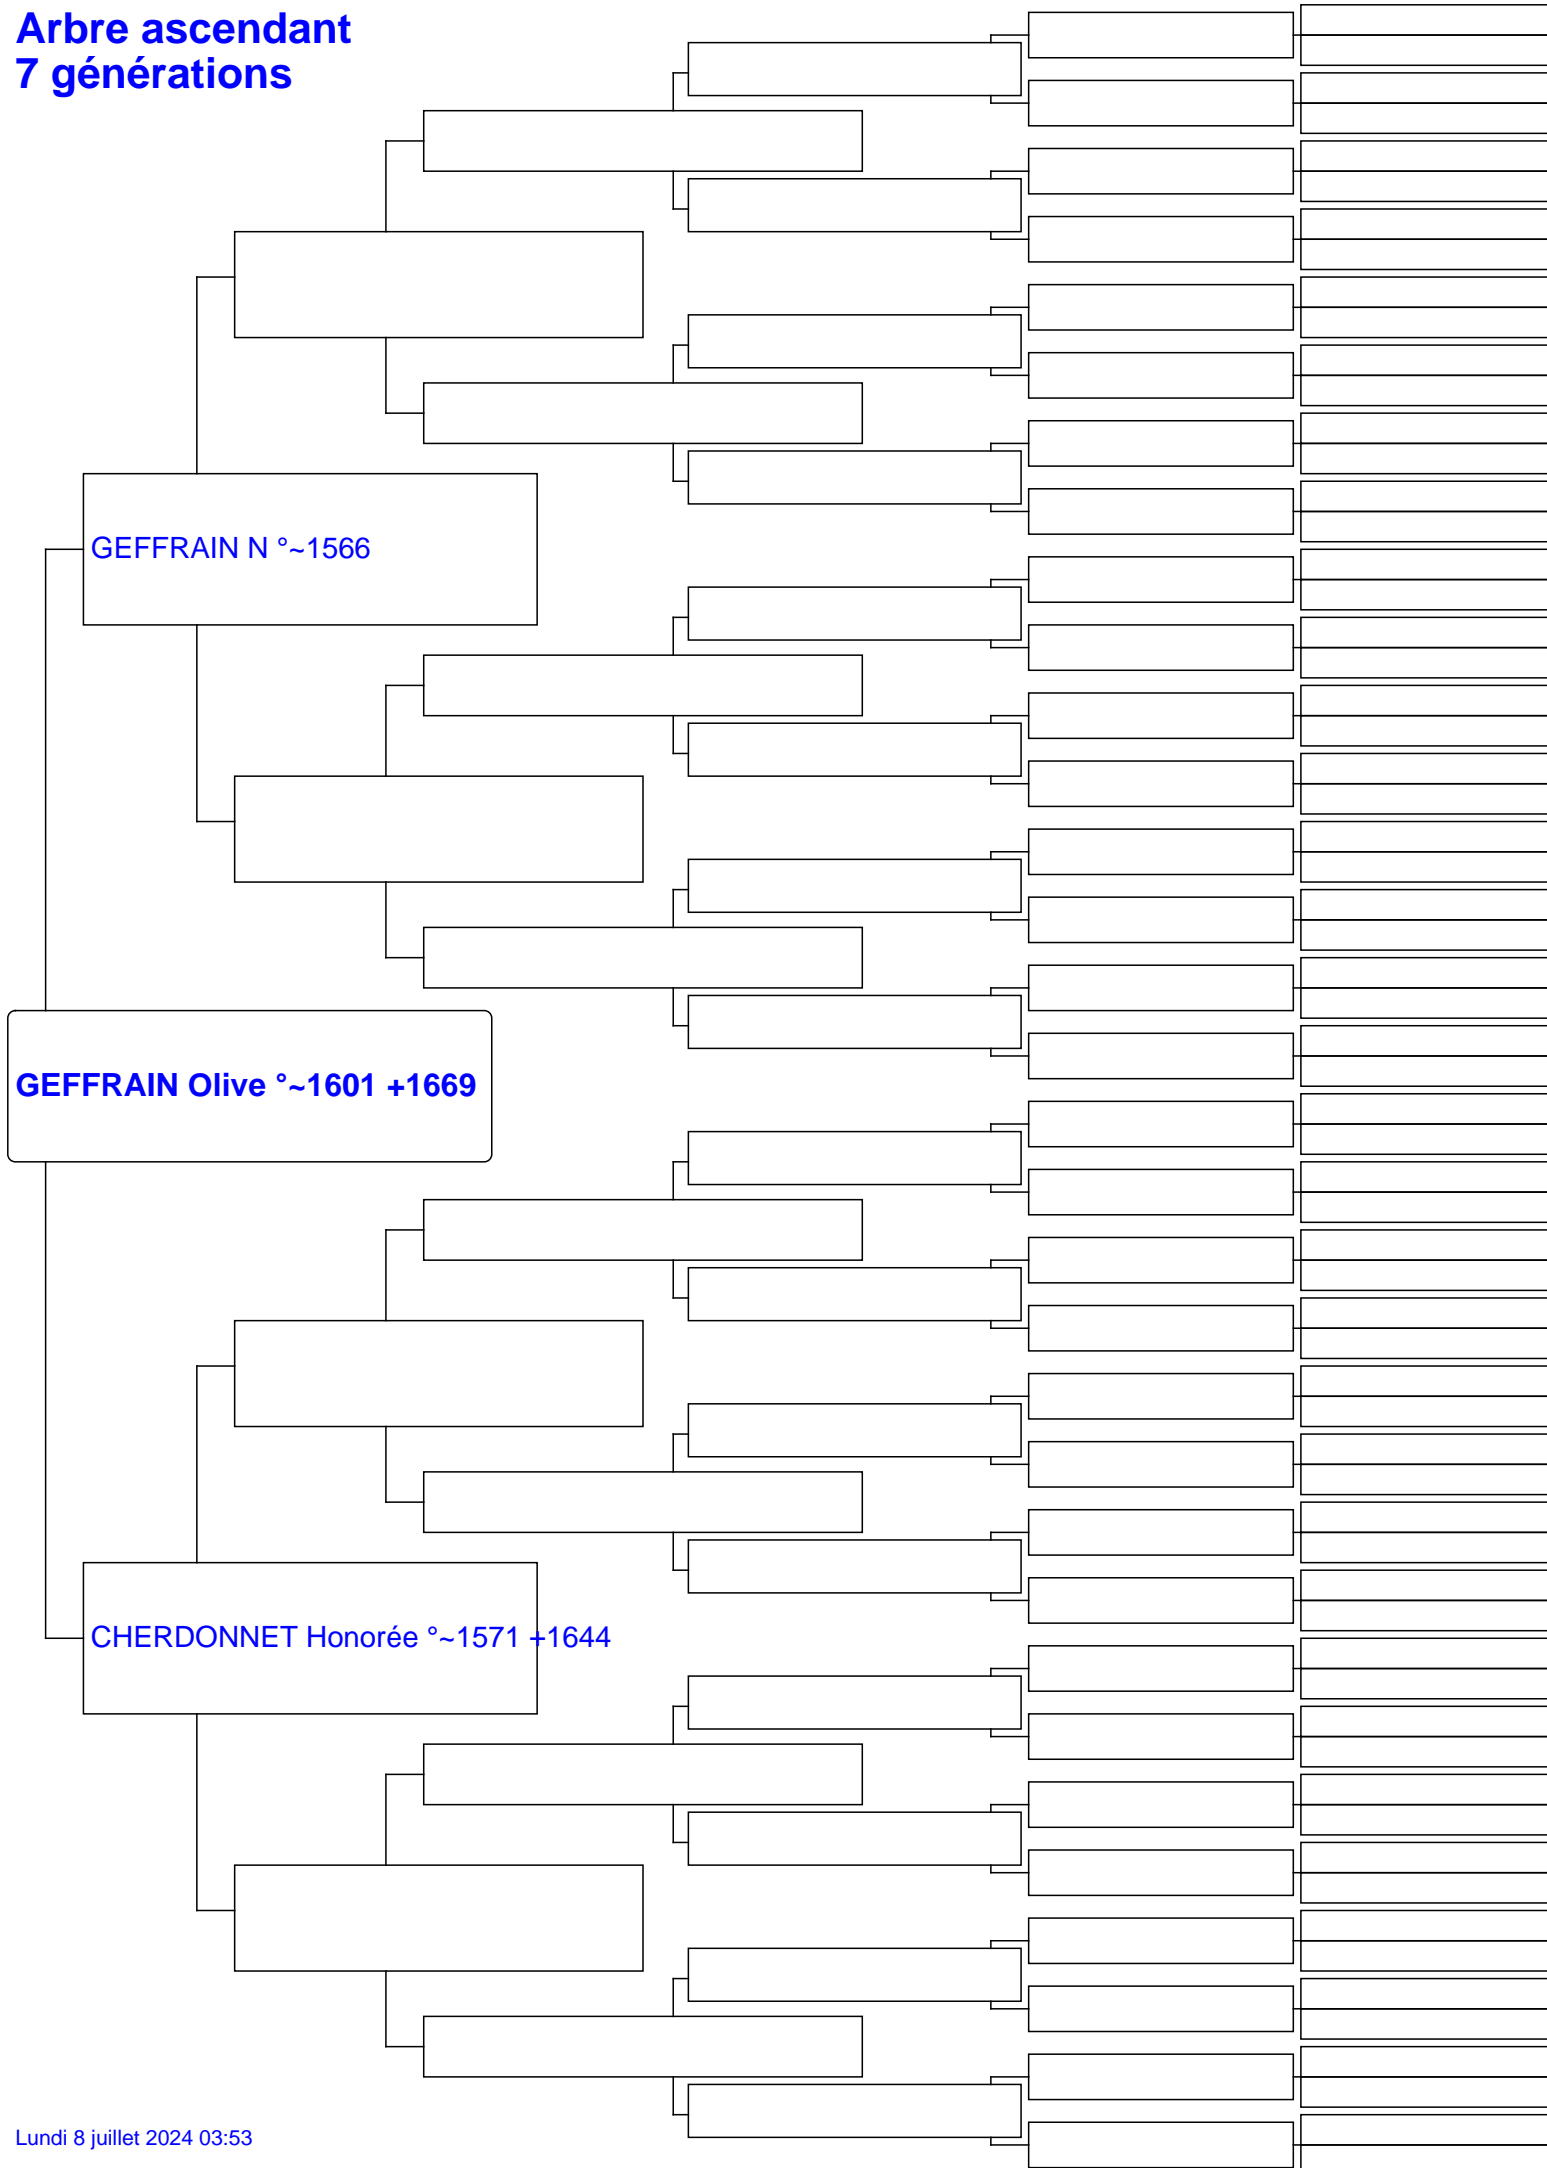 Arbre ascendant
7 générations
GEFFRAIN N °~1566
GEFFRAIN Olive °~1601 +1669
CHERDONNET Honorée °~1571 +1644
Lundi 8 juillet 2024 03:53